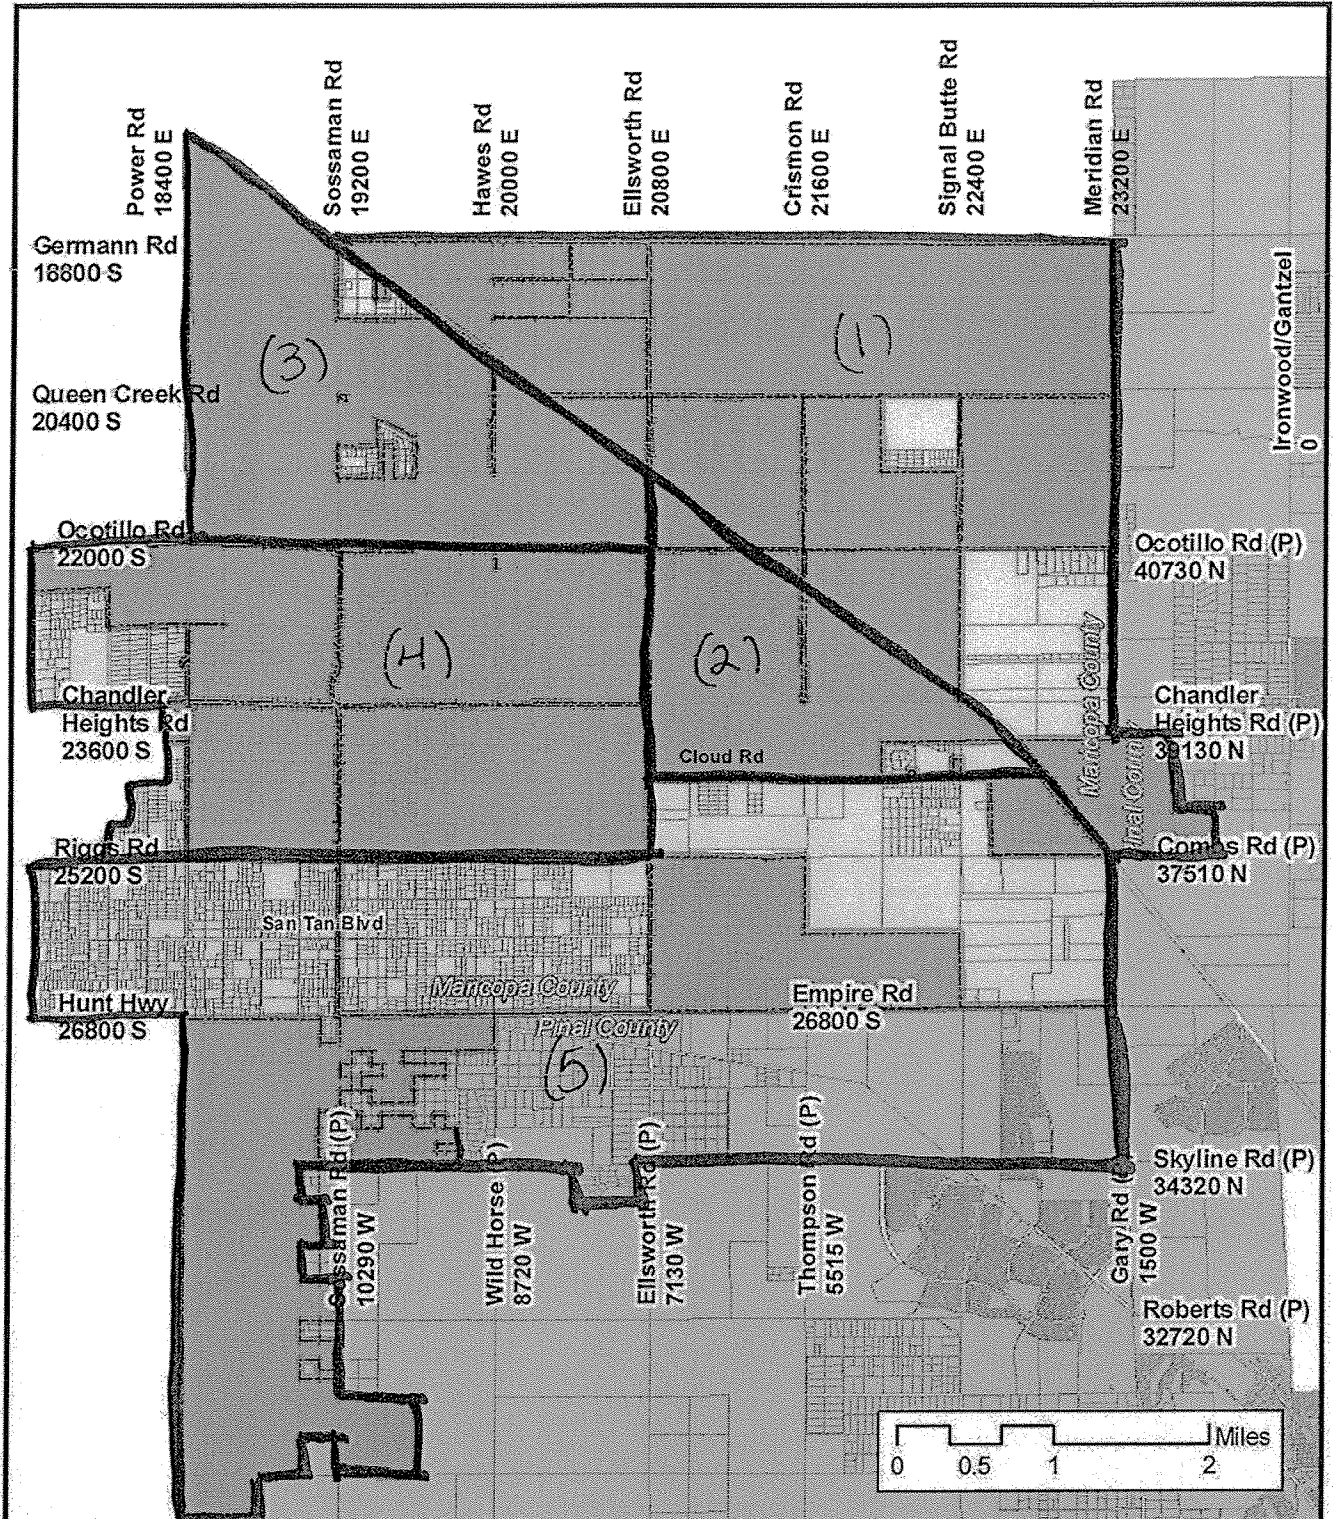 Power Rd
18400 E
Sossaman Rd
19200 E
Hawes Rd
20000 E
Ellsworth Rd
20800 E
Crismon Rd
21600 E
Signal Butte Rd
22400 E
Meridian Rd
23200 E
Germann Rd
18800 S
Ironwood/Gantzel
0
(1)
(3)
Queen Creek Rd
20400 S
Ocotillo Rd
22000 S
Ocotillo Rd (P)
40730 N
(4)
(2)
Maricopa County
Pinal County
Chandler
Heights Rd
23600 S
Chandler
Heights Rd (P)
39130 N
Cloud Rd
Riggs Rd
25200 S
Combs Rd (P)
37510 N
San Tan Blvd
Maricopa County
Hunt Hwy
26800 S
Empire Rd
26800 S
Pinal County
(5)
Sossaman Rd (P)
10290 W
Wild Horse (P)
8720 W
Ellsworth Rd (P)
7130 W
Thompson Rd (P)
5515 W
Gary Rd (
1500 W
Skyline Rd (P)
34320 N
Roberts Rd (P)
32720 N
Miles
0 0.5 1 2